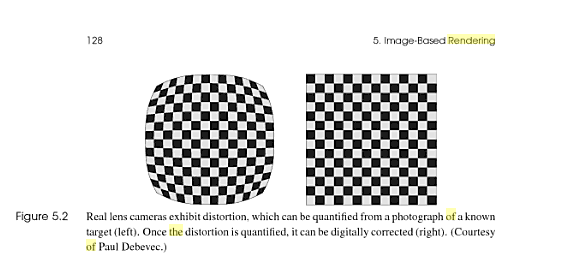 128
5. Image-Based Rendering
Figure 5.2
Real lens cameras exhibit distortion, which can be quantified from a photograph of a known
target (left). Once the distortion is quantified, it can be digitally corrected (right). (Courtesy
of Paul Debevec.)